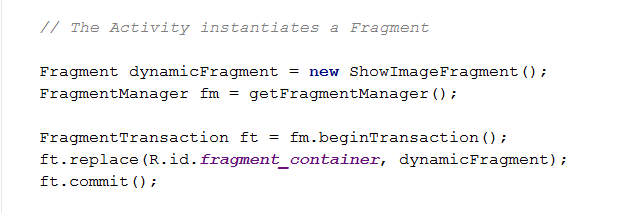 // The Activity instantiates a Fragment
Fragment dynamicFragment = new ShowImageFragment();
FragmentManager fm = getFragmentManager();
FragmentTransaction ft = fm.beginTransaction();
ft.replace(R.id.fragment_container, dynamicFragment);
ft.commit();